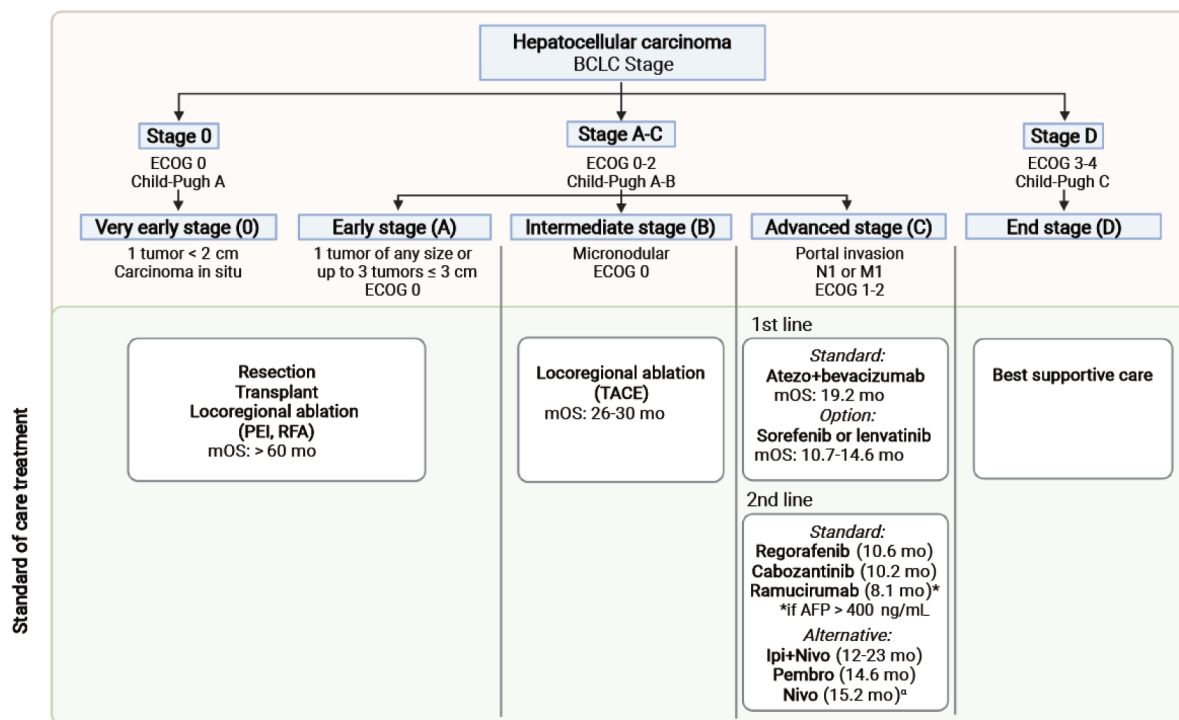 Hepatocellular carcinoma
BCLC Stage
Stage 0
ECOG 0
Child-Pugh A
Stage A-C
ECOG 0-2
Child-Pugh A-B
Stage D
ECOG 3-4
Child-Pugh C
Very early stage (0)
1 tumor < 2 cm
Carcinoma in situ
Early stage (A)
1 tumor of any size or
up to 3 tumors ≤ 3 cm
ECOG 0
Intermediate stage (B)
Micronodular
ECOG 0
Advanced stage (C)
Portal invasion
N1 or M1
ECOG 1-2
End stage (D)
Standard of care treatment
Resection
Transplant
Locoregional ablation
(PEI, RFA)
mOS: > 60 mo
Locoregional ablation
(TACE)
mOS: 26-30 mo
1st line
Standard:
Atezo+bevacizumab
mOS: 19.2 mo
Option:
Sorefenib or lenvatinib
mOS: 10.7-14.6 mo
2nd line
Standard:
Regorafenib (10.6 mo)
Cabozantinib (10.2 mo)
Ramucirumab (8.1 mo)*
*if AFP > 400 ng/mL
Alternative:
Ipi+Nivo (12-23 mo)
Pembro (14.6 mo)
Nivo (15.2 mo)ᵅ
Best supportive care